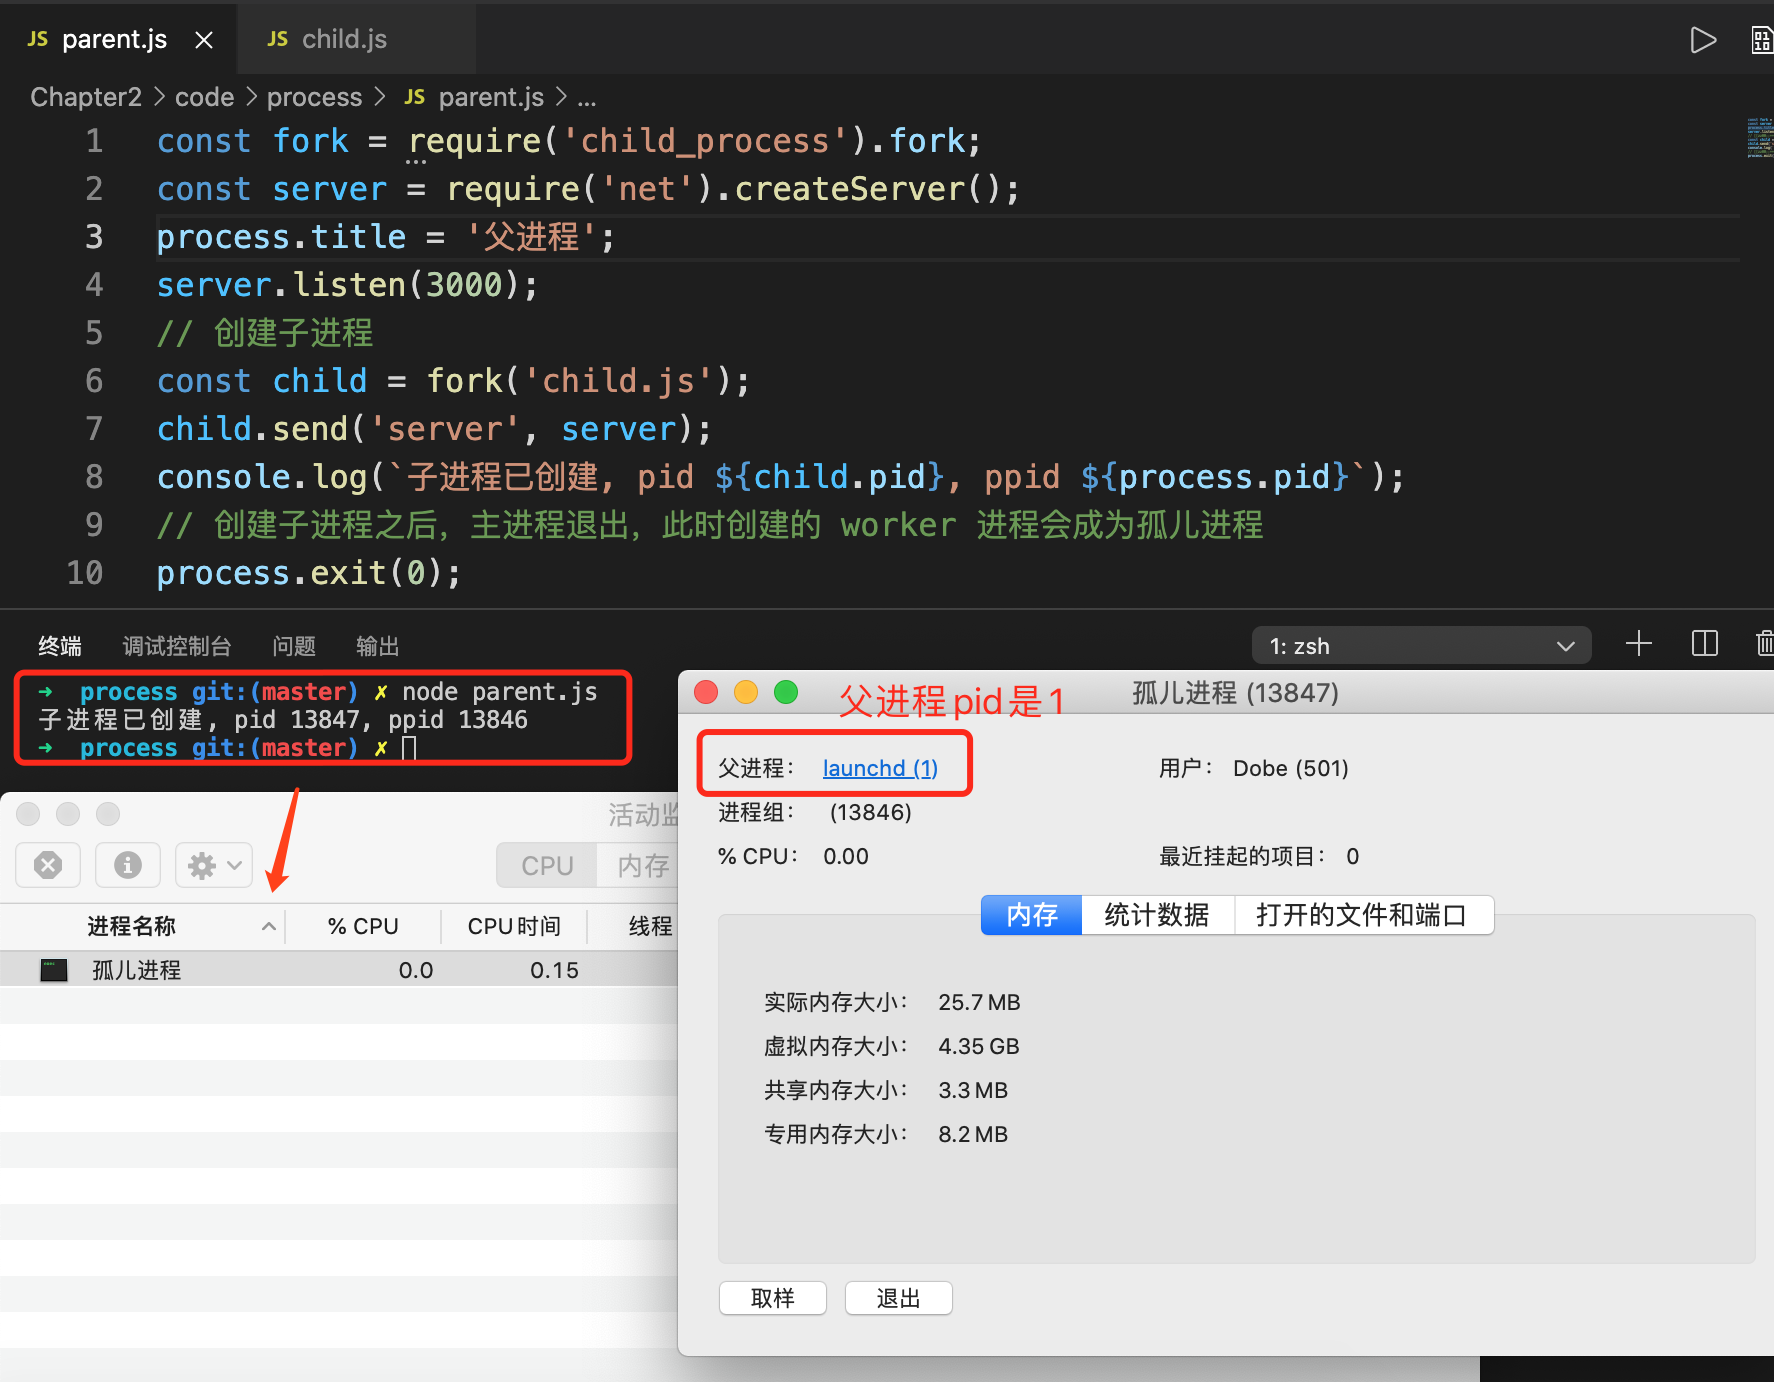 JS parent.js
JS child.js
Chapter2 > code > process > JS parent.js > ...
1 const fork = require('child_process').fork;
2 const server = require('net').createServer();
3 process.title = '父进程';
4 server.listen(3000);
5 // 创建子进程
6 const child = fork('child.js');
7 child.send('server', server);
8 console.log(`子进程已创建, pid ${child.pid}, ppid ${process.pid}`);
9 // 创建子进程之后，主进程退出，此时创建的 worker 进程会成为孤儿进程
10 process.exit(0);
终端 调试控制台 问题 输出
1: zsh
➜ process git:(master) ✗ node parent.js
子进程已创建, pid 13847, ppid 13846
➜ process git:(master) ✗
父进程pid是1
孤儿进程 (13847)
父进程： launchd (1)
用户： Dobe (501)
进程组： (13846)
% CPU： 0.00
最近挂起的项目： 0
内存 统计数据 打开的文件和端口
实际内存大小： 25.7 MB
虚拟内存大小： 4.35 GB
共享内存大小： 3.3 MB
专用内存大小： 8.2 MB
取样 退出
活动监
CPU 内存
进程名称 % CPU CPU 时间 线程
孤儿进程 0.0 0.15